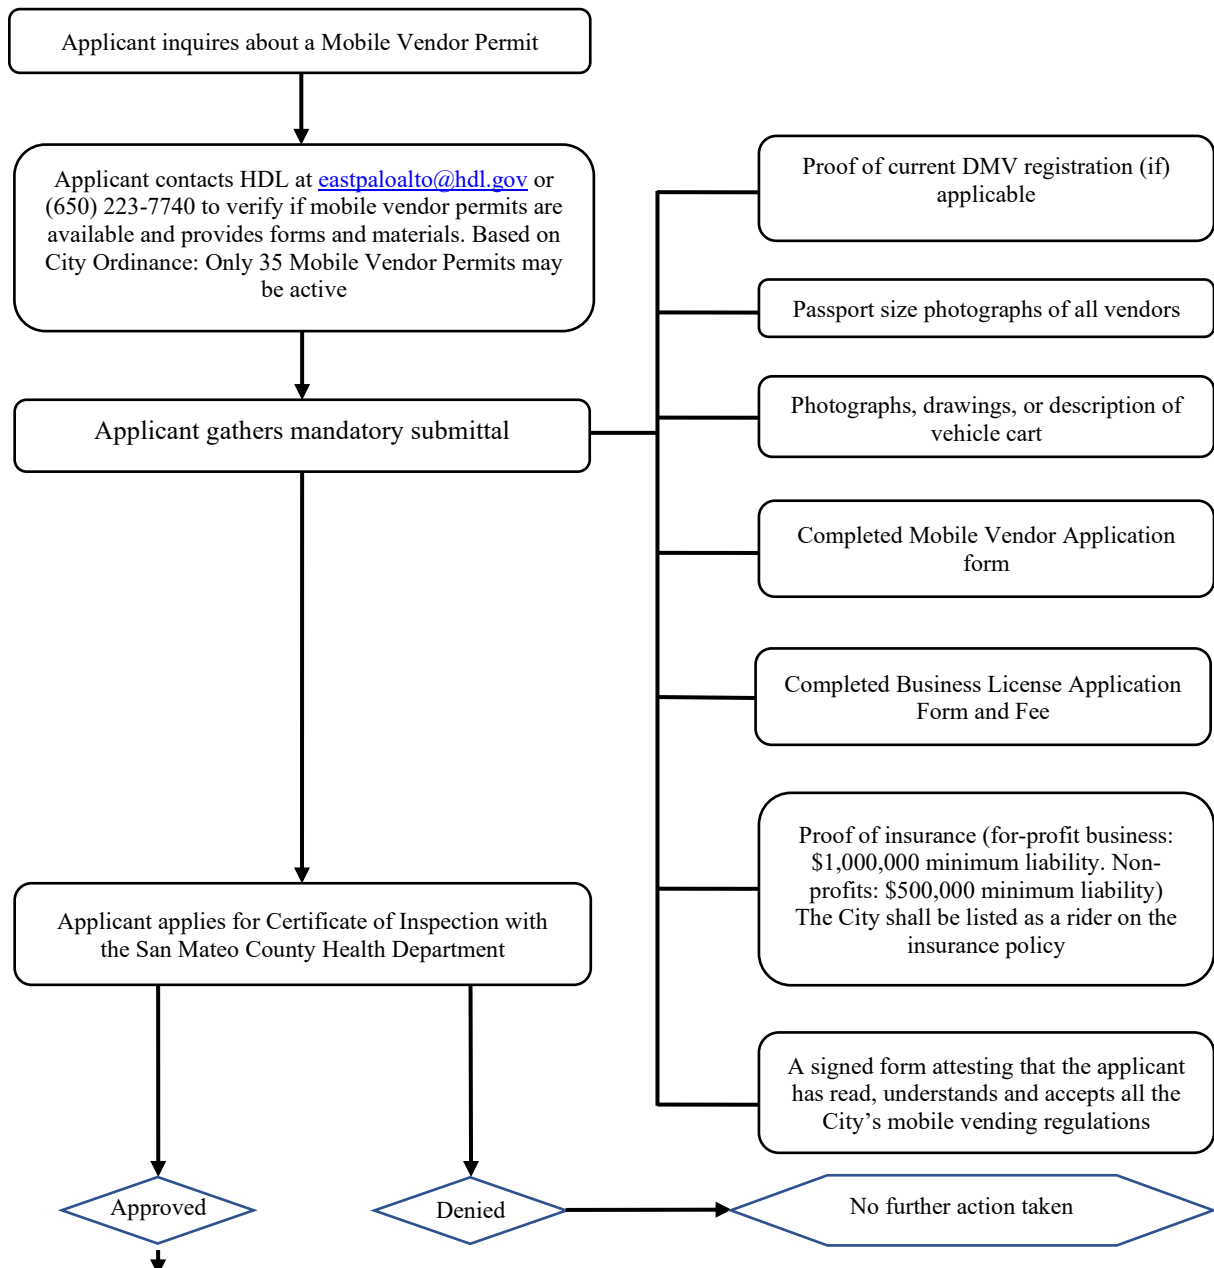 Applicant inquires about a Mobile Vendor Permit
Applicant contacts HDL at eastpaloalto@hdl.gov or
(650) 223-7740 to verify if mobile vendor permits are
available and provides forms and materials. Based on
City Ordinance: Only 35 Mobile Vendor Permits may
be active
Applicant gathers mandatory submittal
Proof of current DMV registration (if)
applicable
Passport size photographs of all vendors
Photographs, drawings, or description of
vehicle cart
Completed Mobile Vendor Application
form
Completed Business License Application
Form and Fee
Proof of insurance (for-profit business:
$1,000,000 minimum liability. Non-
profits: $500,000 minimum liability)
The City shall be listed as a rider on the
insurance policy
A signed form attesting that the applicant
has read, understands and accepts all the
City’s mobile vending regulations
Applicant applies for Certificate of Inspection with
the San Mateo County Health Department
Approved
Denied
No further action taken